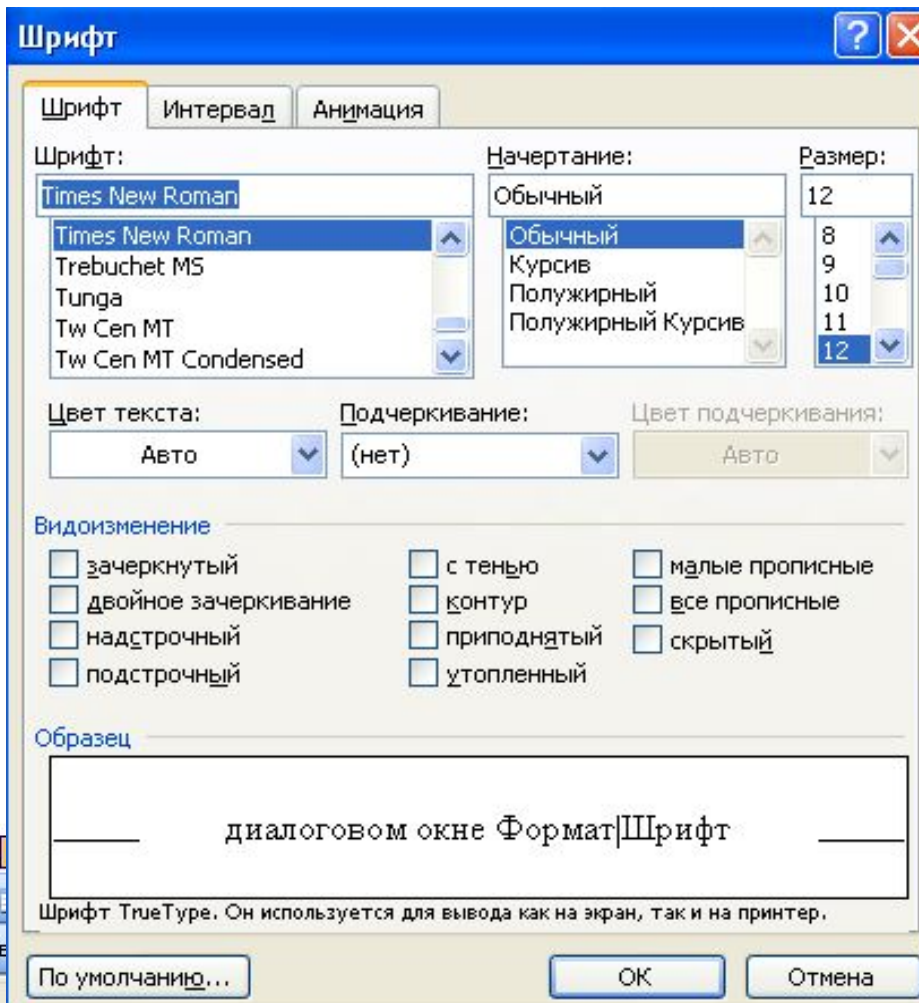 Шрифт
Шрифт Интервал Анимация
Шрифт: Начертание: Размер:
Times New Roman Обычный 12
Times New Roman Обычный 8
Trebuchet MS Курсив 9
Tunga Полужирный 10
Tw Cen MT Полужирный Курсив 11
Tw Cen MT Condensed 12
Цвет текста: Подчеркивание: Цвет подчеркивания:
Авто (нет) Авто
Видоизменение
зачеркнутый с тенью малые прописные
двойное зачеркивание контур все прописные
надстрочный приподнятый скрытый
подстрочный утопленный
Образец
диалоговом окне Формат|Шрифт
Шрифт TrueType. Он используется для вывода как на экран, так и на принтер.
По умолчанию... ОК Отмена